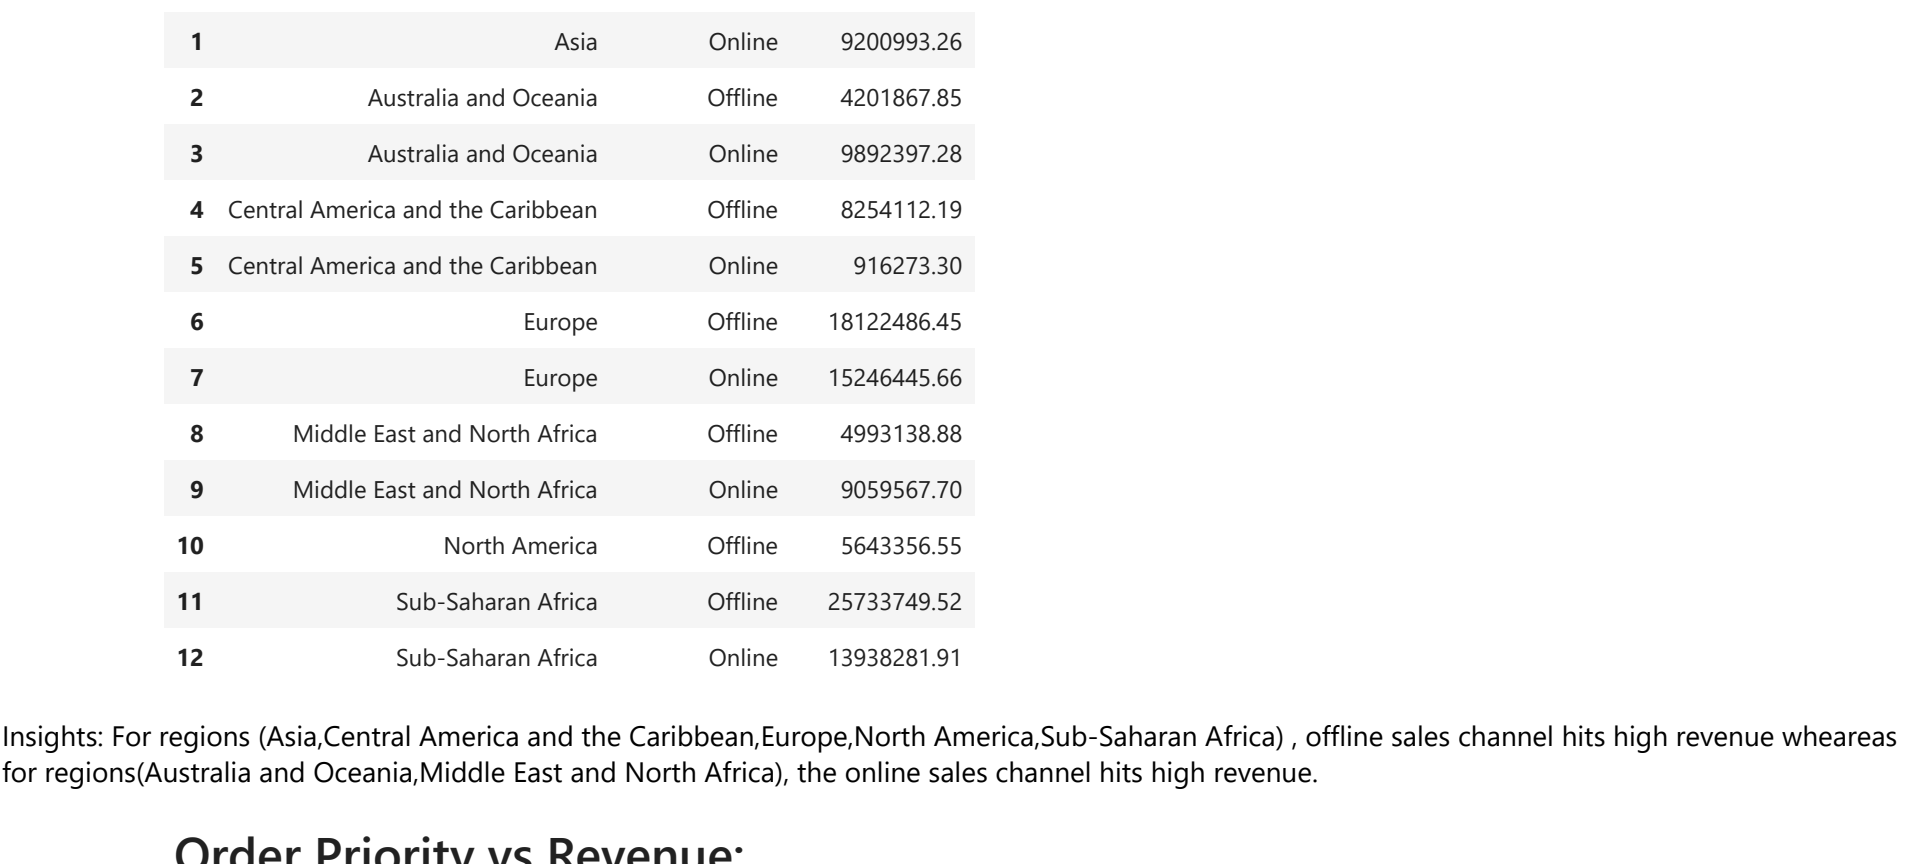 1 Asia Online 9200993.26
2 Australia and Oceania Offline 4201867.85
3 Australia and Oceania Online 9892397.28
4 Central America and the Caribbean Offline 8254112.19
5 Central America and the Caribbean Online 916273.30
6 Europe Offline 18122486.45
7 Europe Online 15246445.66
8 Middle East and North Africa Offline 4993138.88
9 Middle East and North Africa Online 9059567.70
10 North America Offline 5643356.55
11 Sub-Saharan Africa Offline 25733749.52
12 Sub-Saharan Africa Online 13938281.91
Insights: For regions (Asia,Central America and the Caribbean,Europe,North America,Sub-Saharan Africa) , offline sales channel hits high revenue wheareas
for regions(Australia and Oceania,Middle East and North Africa), the online sales channel hits high revenue.
Order Priority vs Revenue: